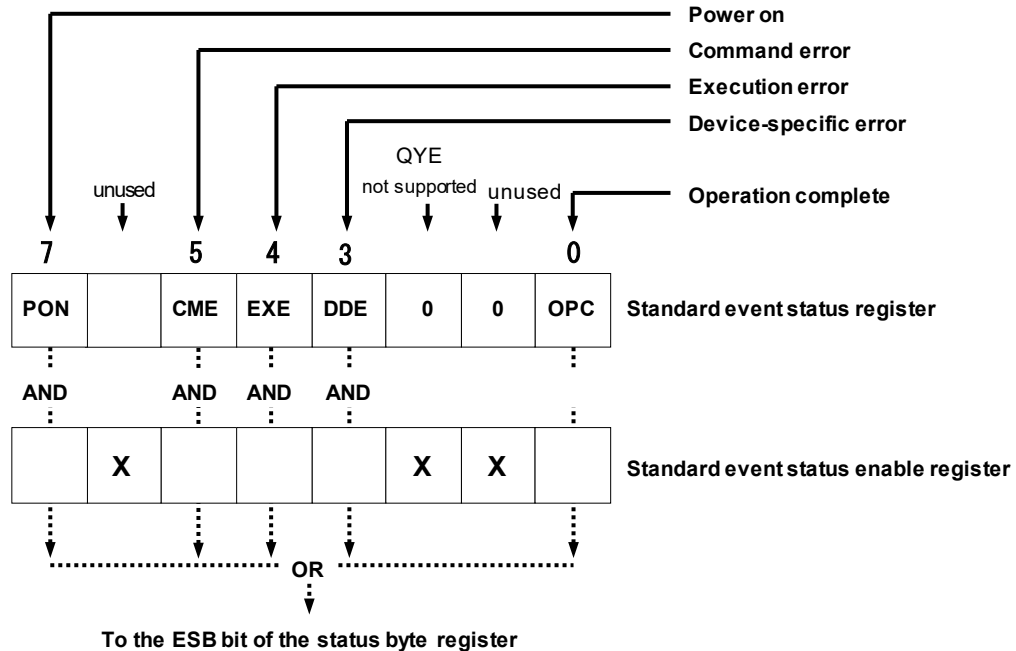 Power on
Command error
Execution error
Device-specific error
QYE
unused not supported unused Operation complete
7 5 4 3 0
PON CME EXE DDE 0 0 OPC Standard event status register
AND AND AND AND
X X X Standard event status enable register
OR
To the ESB bit of the status byte register